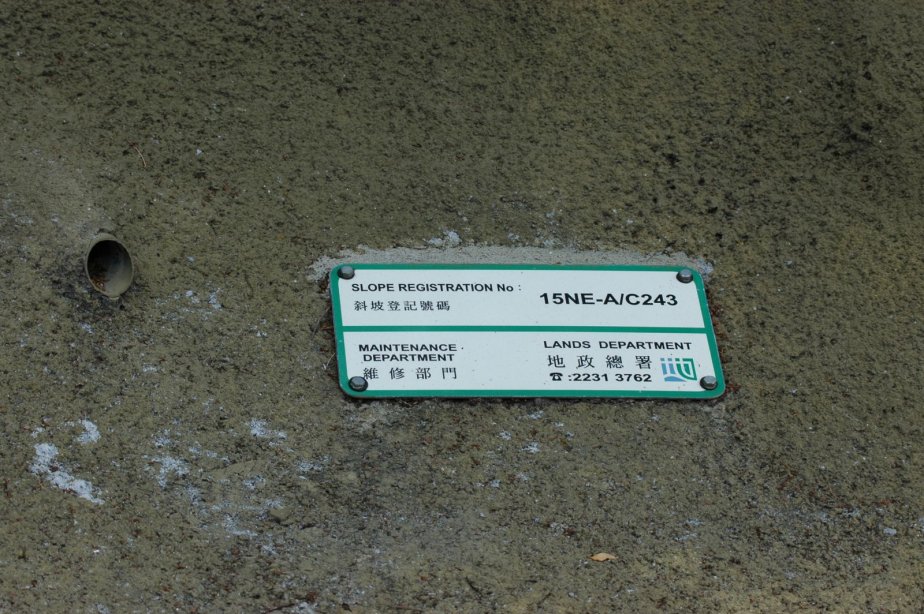 SLOPE REGISTRATION No :
斜坡登記號碼
15NE-A/C243
MAINTENANCE
DEPARTMENT
維修部門
LANDS DEPARTMENT
地政總署
☎:2231 3762